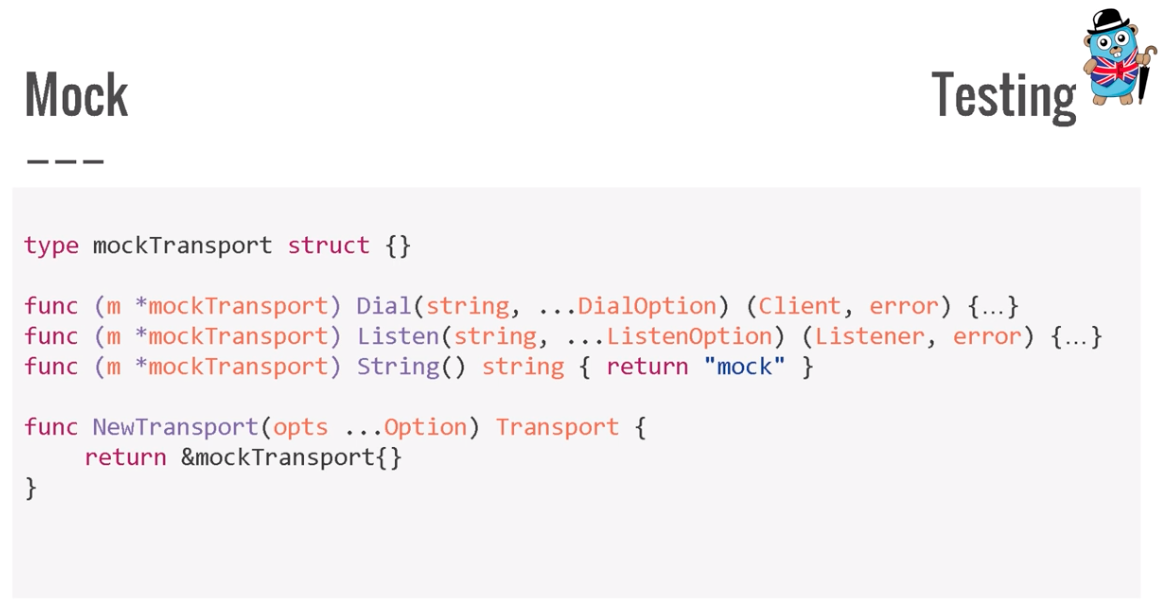 Mock
Testing
---
type mockTransport struct {}
func (m *mockTransport) Dial(string, ...DialOption) (Client, error) {...}
func (m *mockTransport) Listen(string, ...ListenOption) (Listener, error) {...}
func (m *mockTransport) String() string { return "mock" }
func NewTransport(opts ...Option) Transport {
    return &mockTransport{}
}